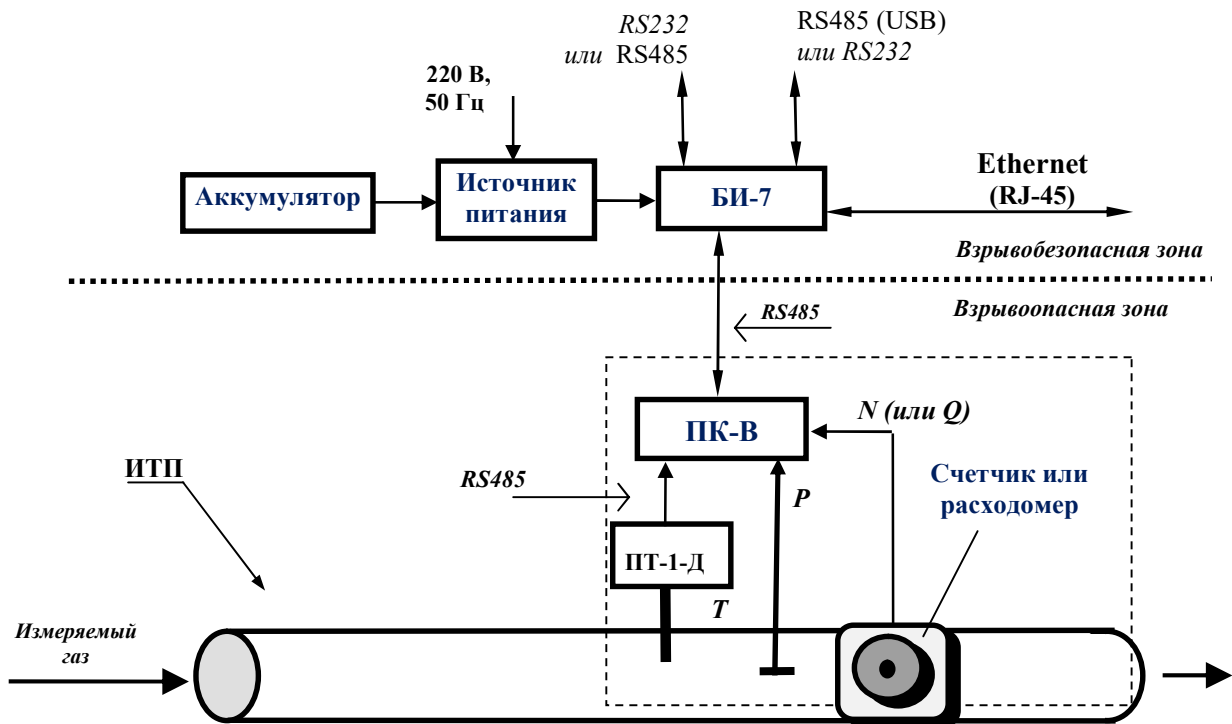 RS232
или RS485
RS485 (USB)
или RS232
220 В,
50 Гц
Аккумулятор
Источник
питания
БИ-7
Ethernet
(RJ-45)
Взрывобезопасная зона
Взрывоопасная зона
RS485
ПК-В
N (или Q)
ИТП
RS485
P
Счетчик или
расходомер
ПТ-1-Д
T
Измеряемый
газ